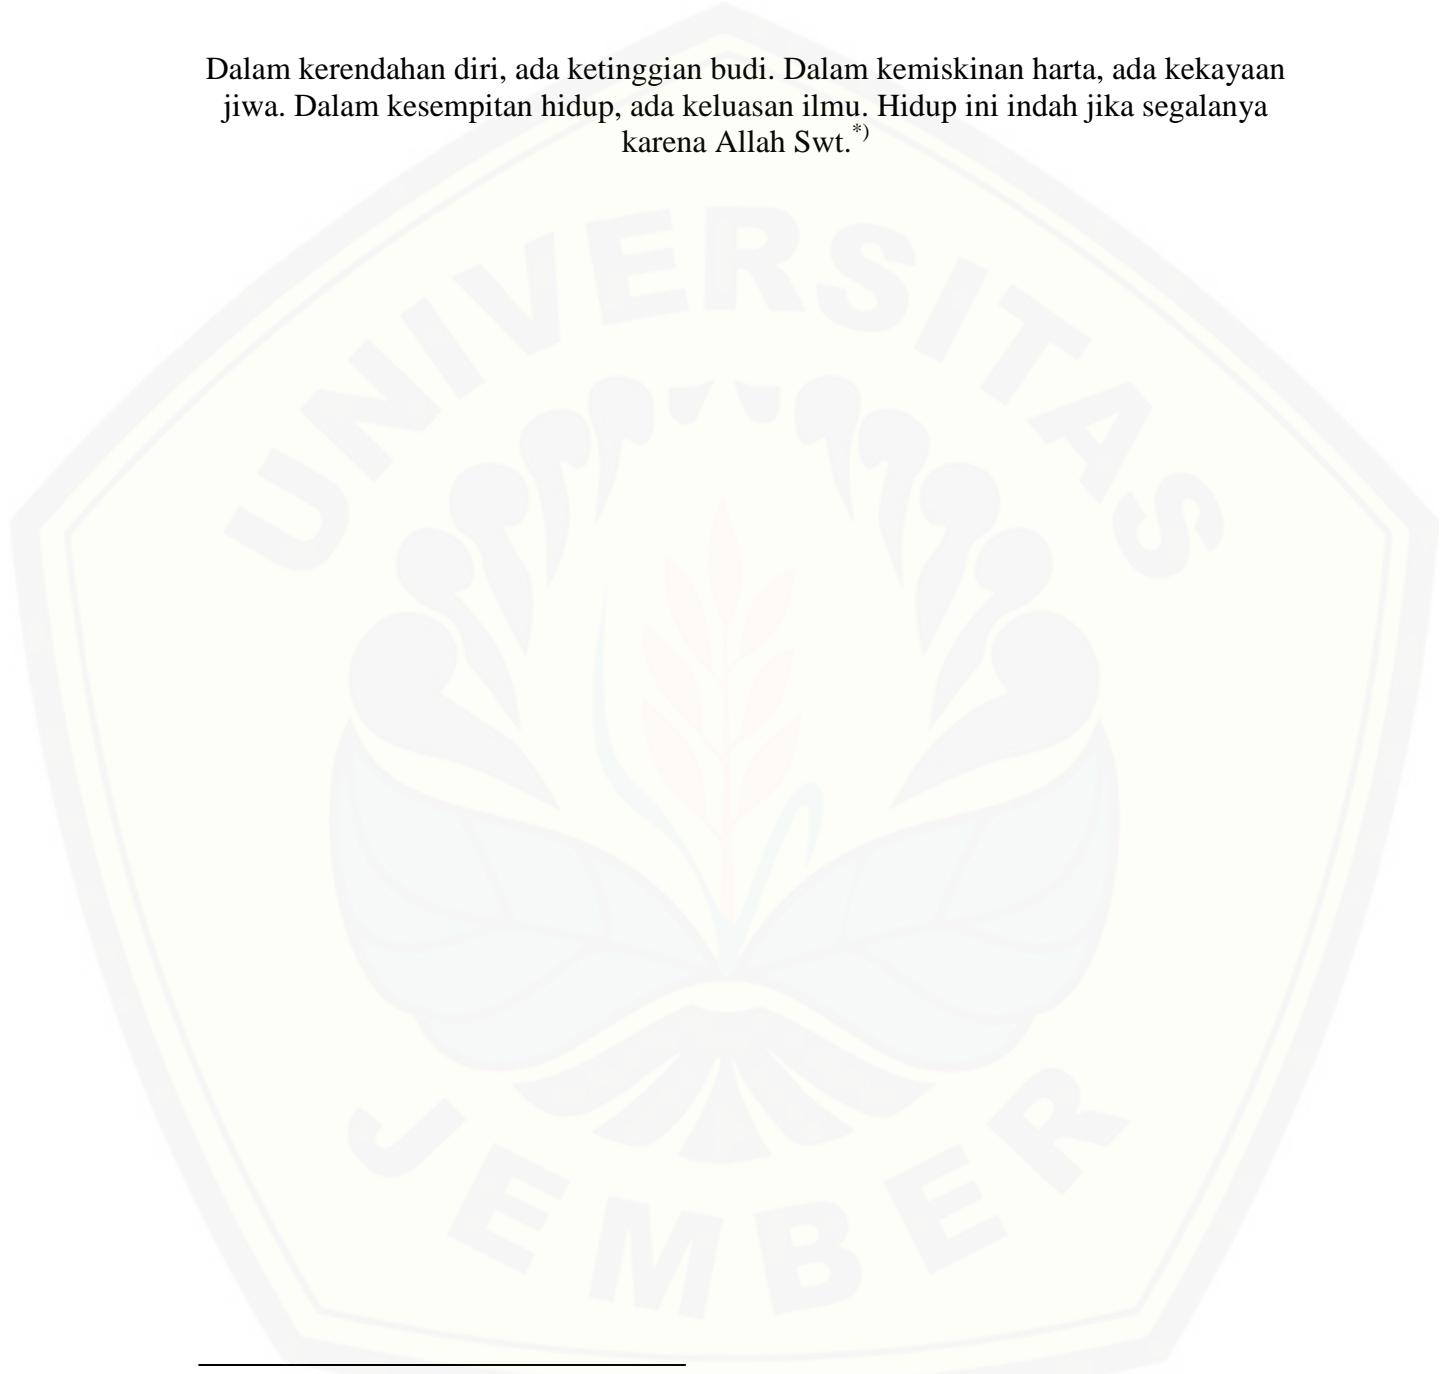 Dalam kerendahan diri, ada ketinggian budi. Dalam kemiskinan harta, ada kekayaan
jiwa. Dalam kesempitan hidup, ada keluasan ilmu. Hidup ini indah jika segalanya
karena Allah Swt.*)
UNIVERSITAS
JEMBER